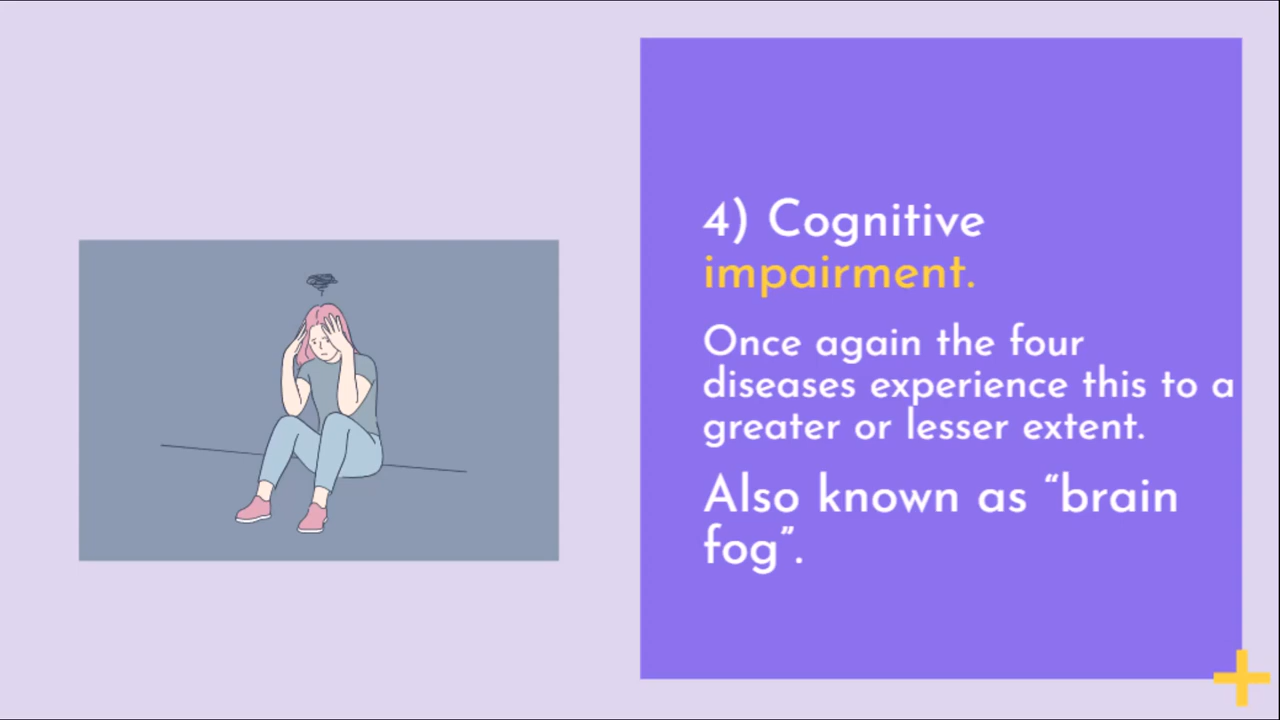 4) Cognitive
impairment.
Once again the four
diseases experience this to a
greater or lesser extent.
Also known as “brain
fog”.